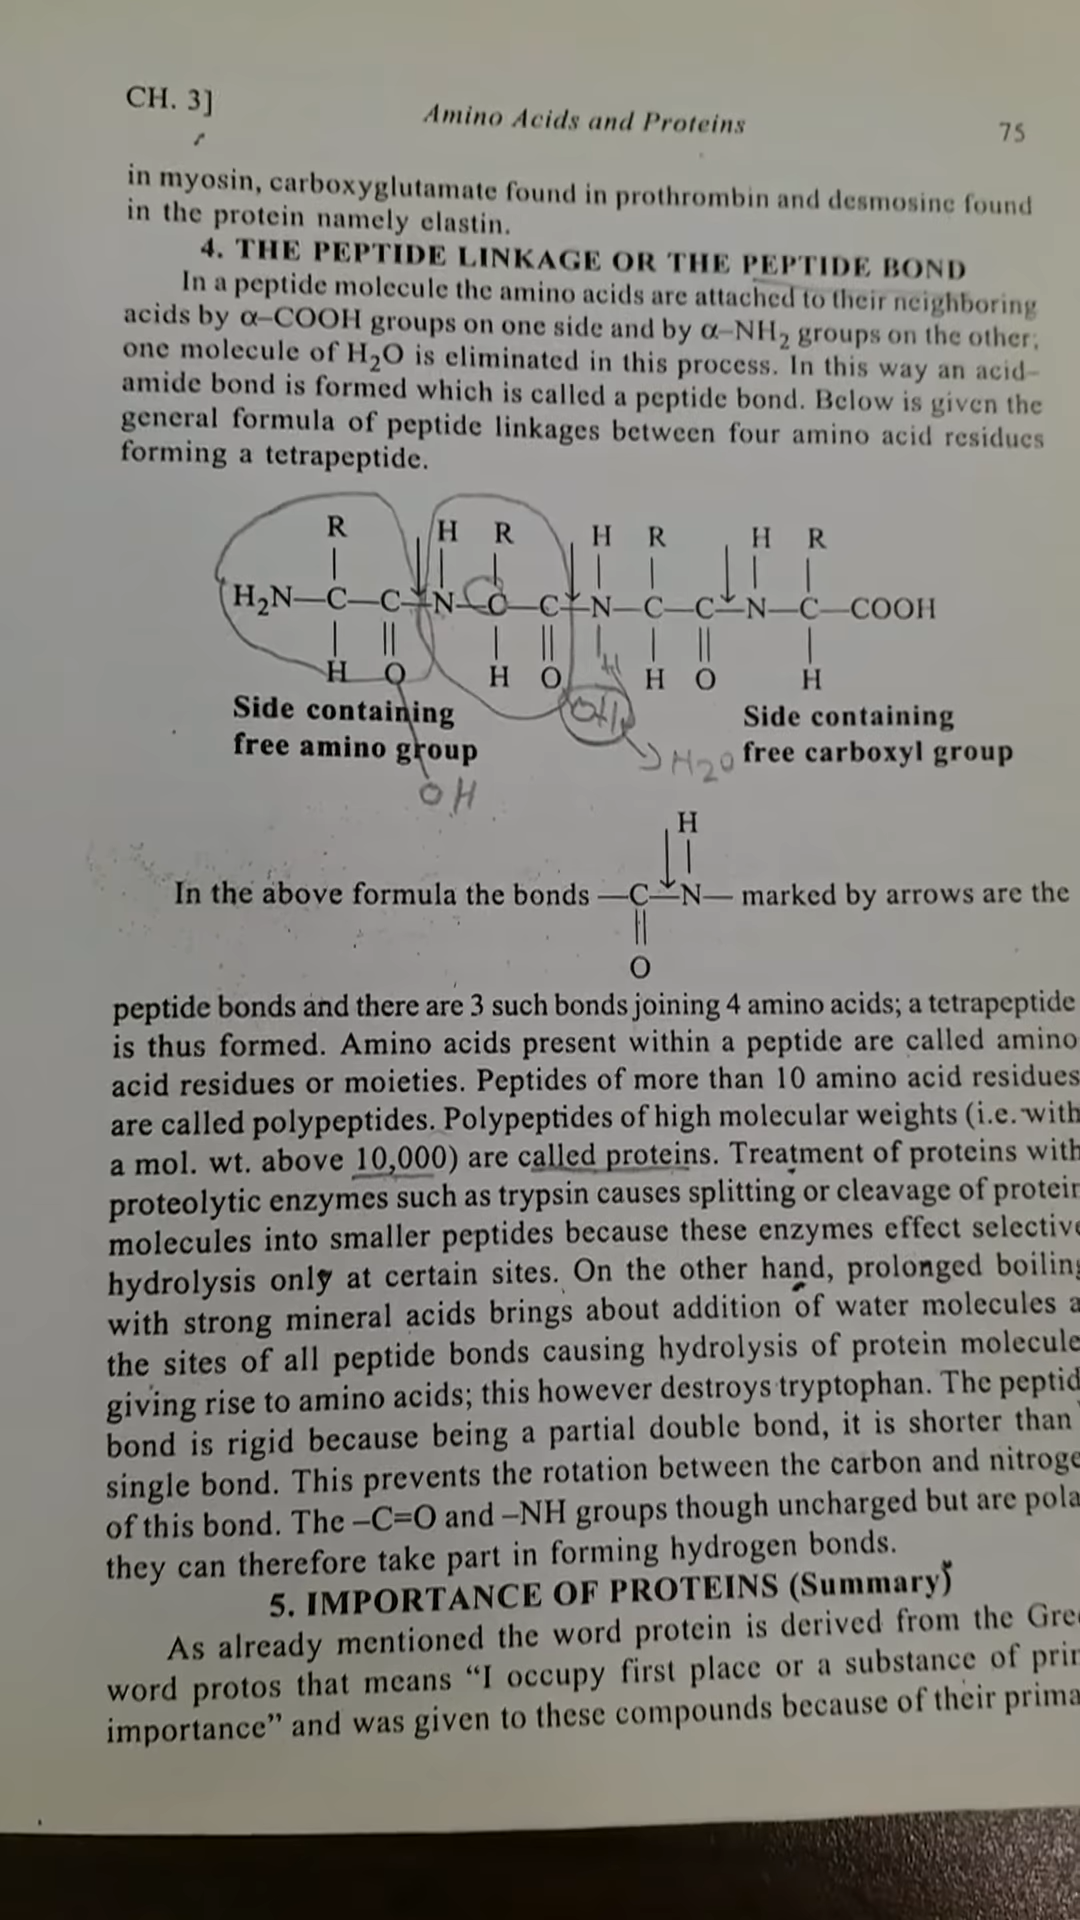 CH. 3]
Amino Acids and Proteins
75
in myosin, carboxyglutamate found in prothrombin and desmosine found
in the protein namely elastin.
4. THE PEPTIDE LINKAGE OR THE PEPTIDE BOND
In a peptide molecule the amino acids are attached to their neighboring
acids by α–COOH groups on one side and by α–NH₂ groups on the other;
one molecule of H₂O is eliminated in this process. In this way an acid–
amide bond is formed which is called a peptide bond. Below is given the
general formula of peptide linkages between four amino acid residues
forming a tetrapeptide.
R H R H R H R
H₂N—C—C—N—C—C—N—C—C—N—C—COOH
H O H O H H O H
Side containing
free amino group
OH
OH
H₂O
Side containing
free carboxyl group
H
In the above formula the bonds —C—N— marked by arrows are the
O
peptide bonds and there are 3 such bonds joining 4 amino acids; a tetrapeptide
is thus formed. Amino acids present within a peptide are called amino
acid residues or moieties. Peptides of more than 10 amino acid residues
are called polypeptides. Polypeptides of high molecular weights (i.e. with
a mol. wt. above 10,000) are called proteins. Treatment of proteins with
proteolytic enzymes such as trypsin causes splitting or cleavage of protein
molecules into smaller peptides because these enzymes effect selective
hydrolysis only at certain sites. On the other hand, prolonged boiling
with strong mineral acids brings about addition of water molecules a
the sites of all peptide bonds causing hydrolysis of protein molecule
giving rise to amino acids; this however destroys tryptophan. The peptid
bond is rigid because being a partial double bond, it is shorter than
single bond. This prevents the rotation between the carbon and nitroge
of this bond. The –C=O and –NH groups though uncharged but are pola
they can therefore take part in forming hydrogen bonds.
5. IMPORTANCE OF PROTEINS (Summary)
As already mentioned the word protein is derived from the Gree
word protos that means “I occupy first place or a substance of prim
importance” and was given to these compounds because of their prima